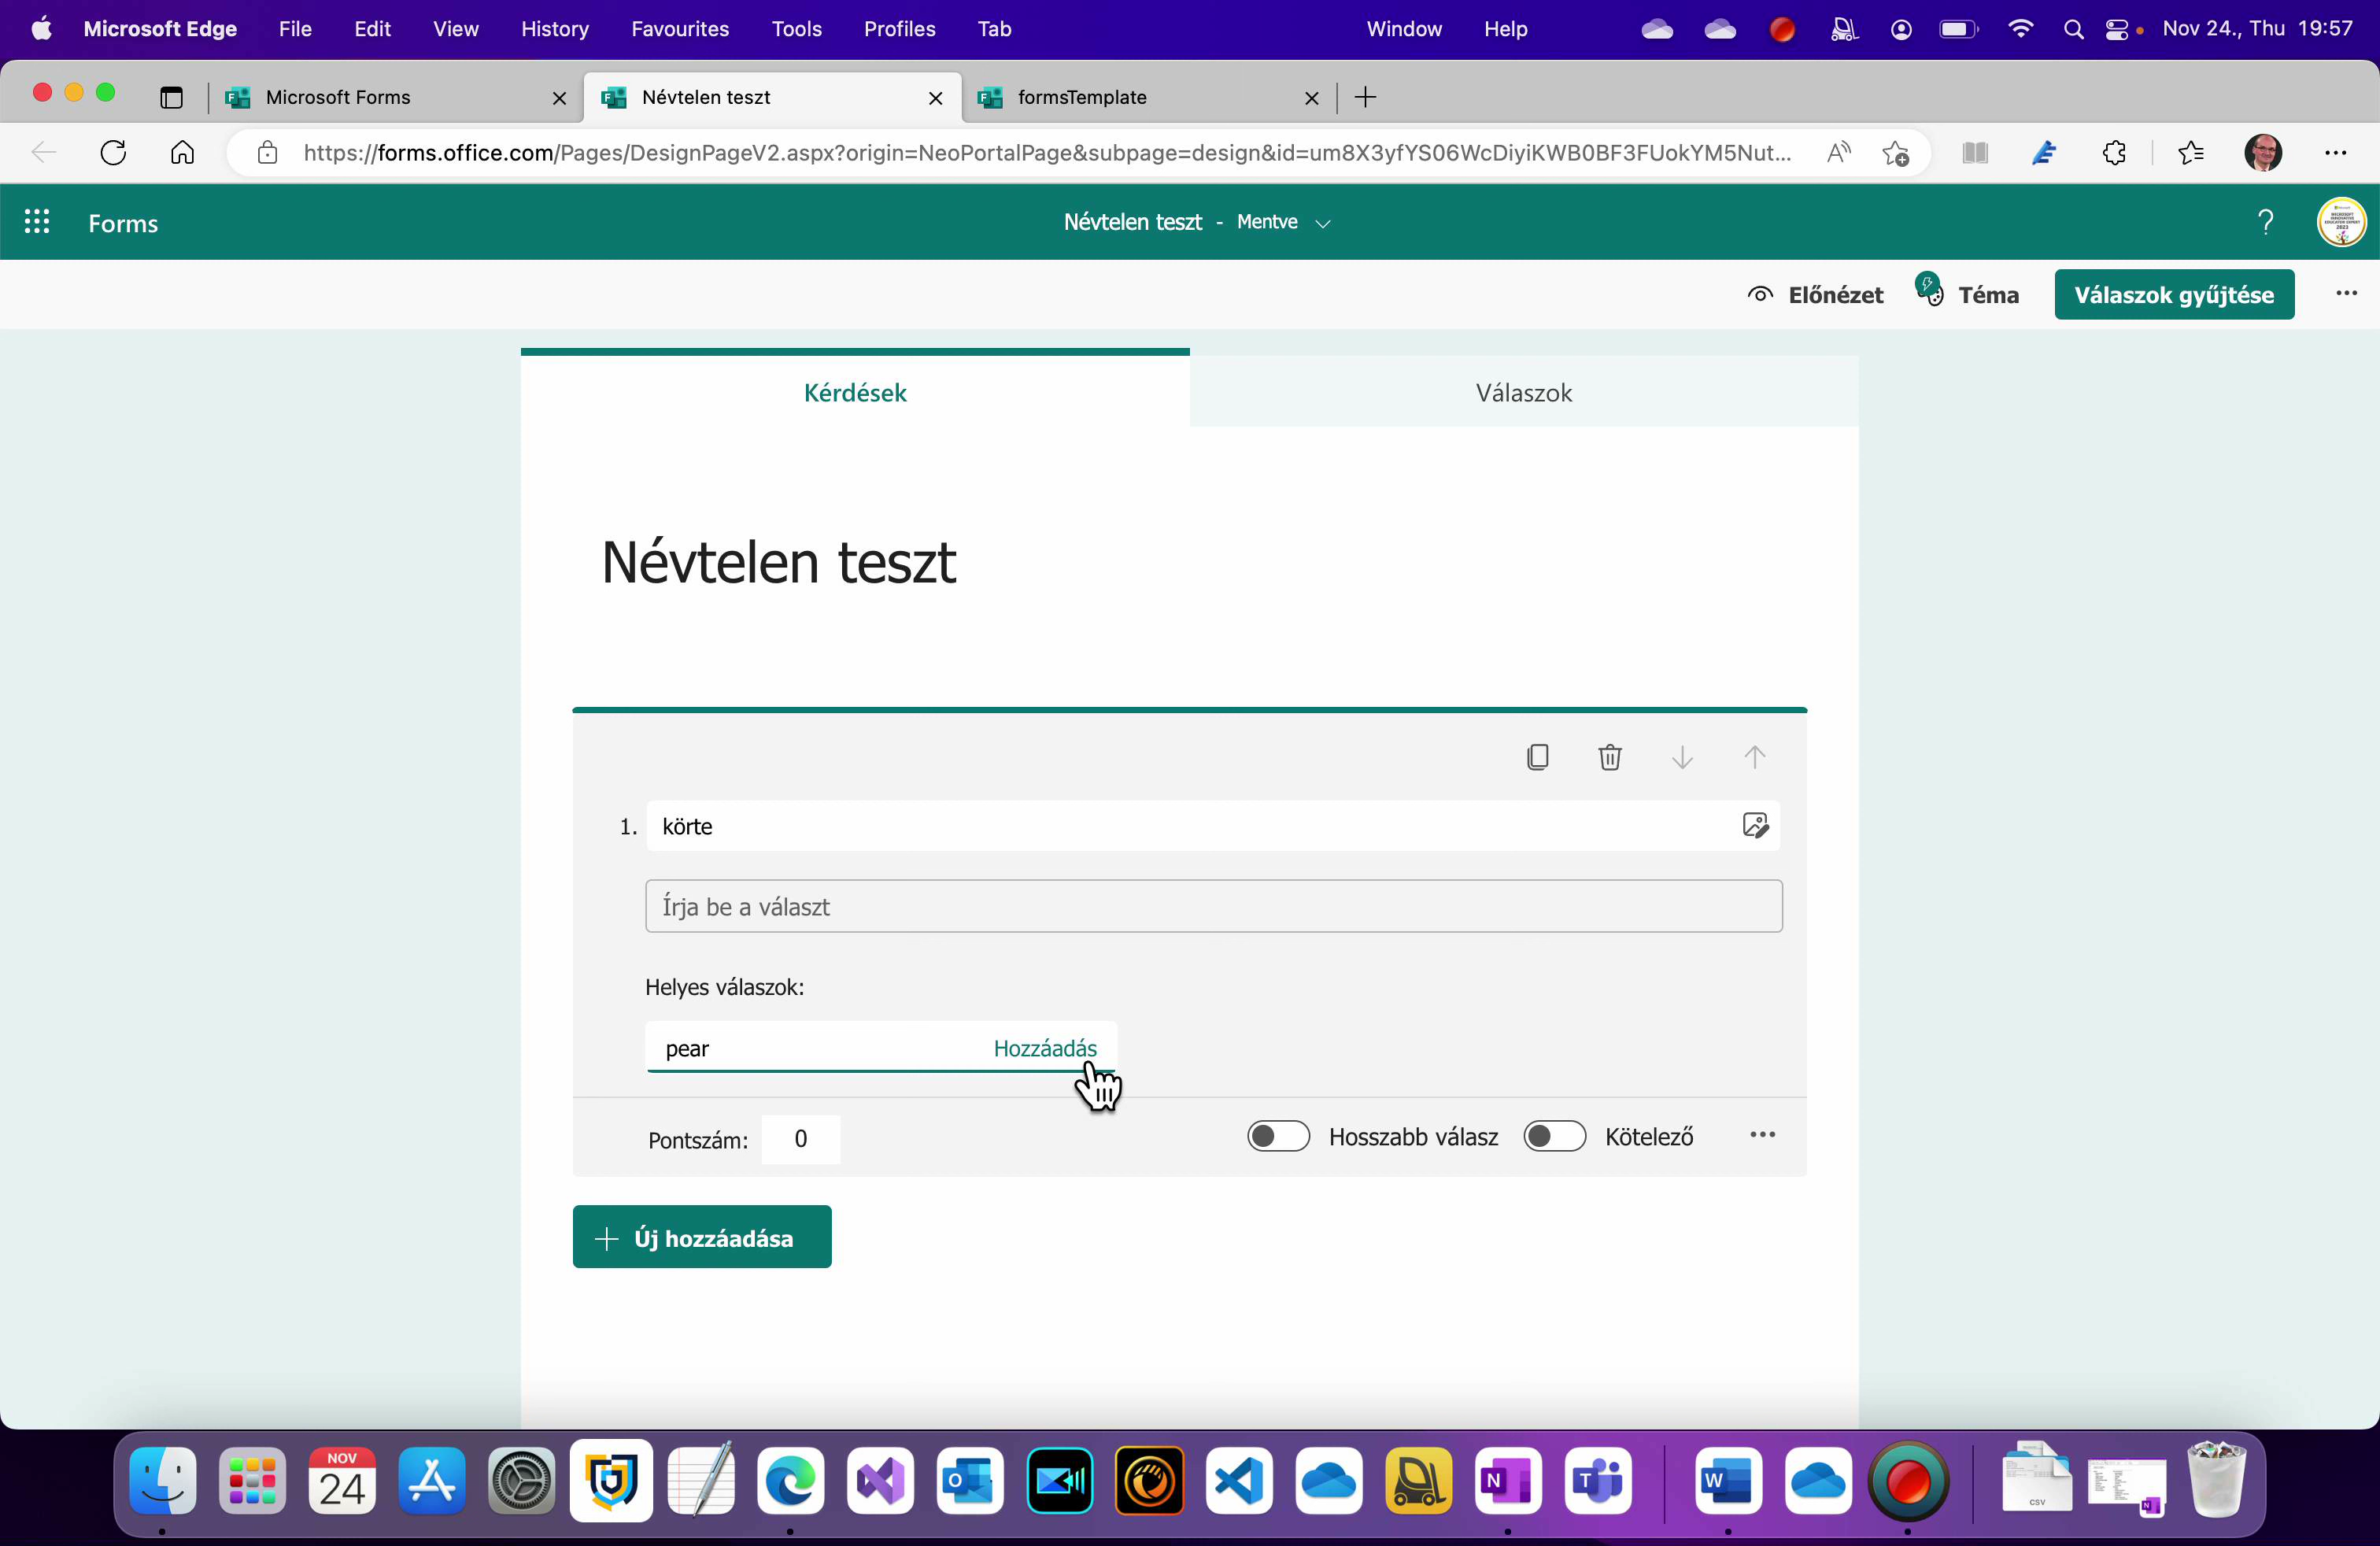 Microsoft Edge File Edit View History Favourites Tools Profiles Tab Window Help Nov 24., Thu 19:57
Microsoft Forms Névtelen teszt formsTemplate
https://forms.office.com/Pages/DesignPageV2.aspx?origin=NeoPortalPage&subpage=design&id=um8X3yfYS06WcDiyiKWB0BF3FUokYM5Nut...
Forms Névtelen teszt - Mentve ?
Előnézet Téma Válaszok gyűjtése
Kérdések Válaszok
Névtelen teszt
1. körte
Írja be a választ
Helyes válaszok:
pear Hozzáadás
Pontszám: 0 Hosszabb válasz Kötelező
Új hozzáadása
NOV
24
CSV